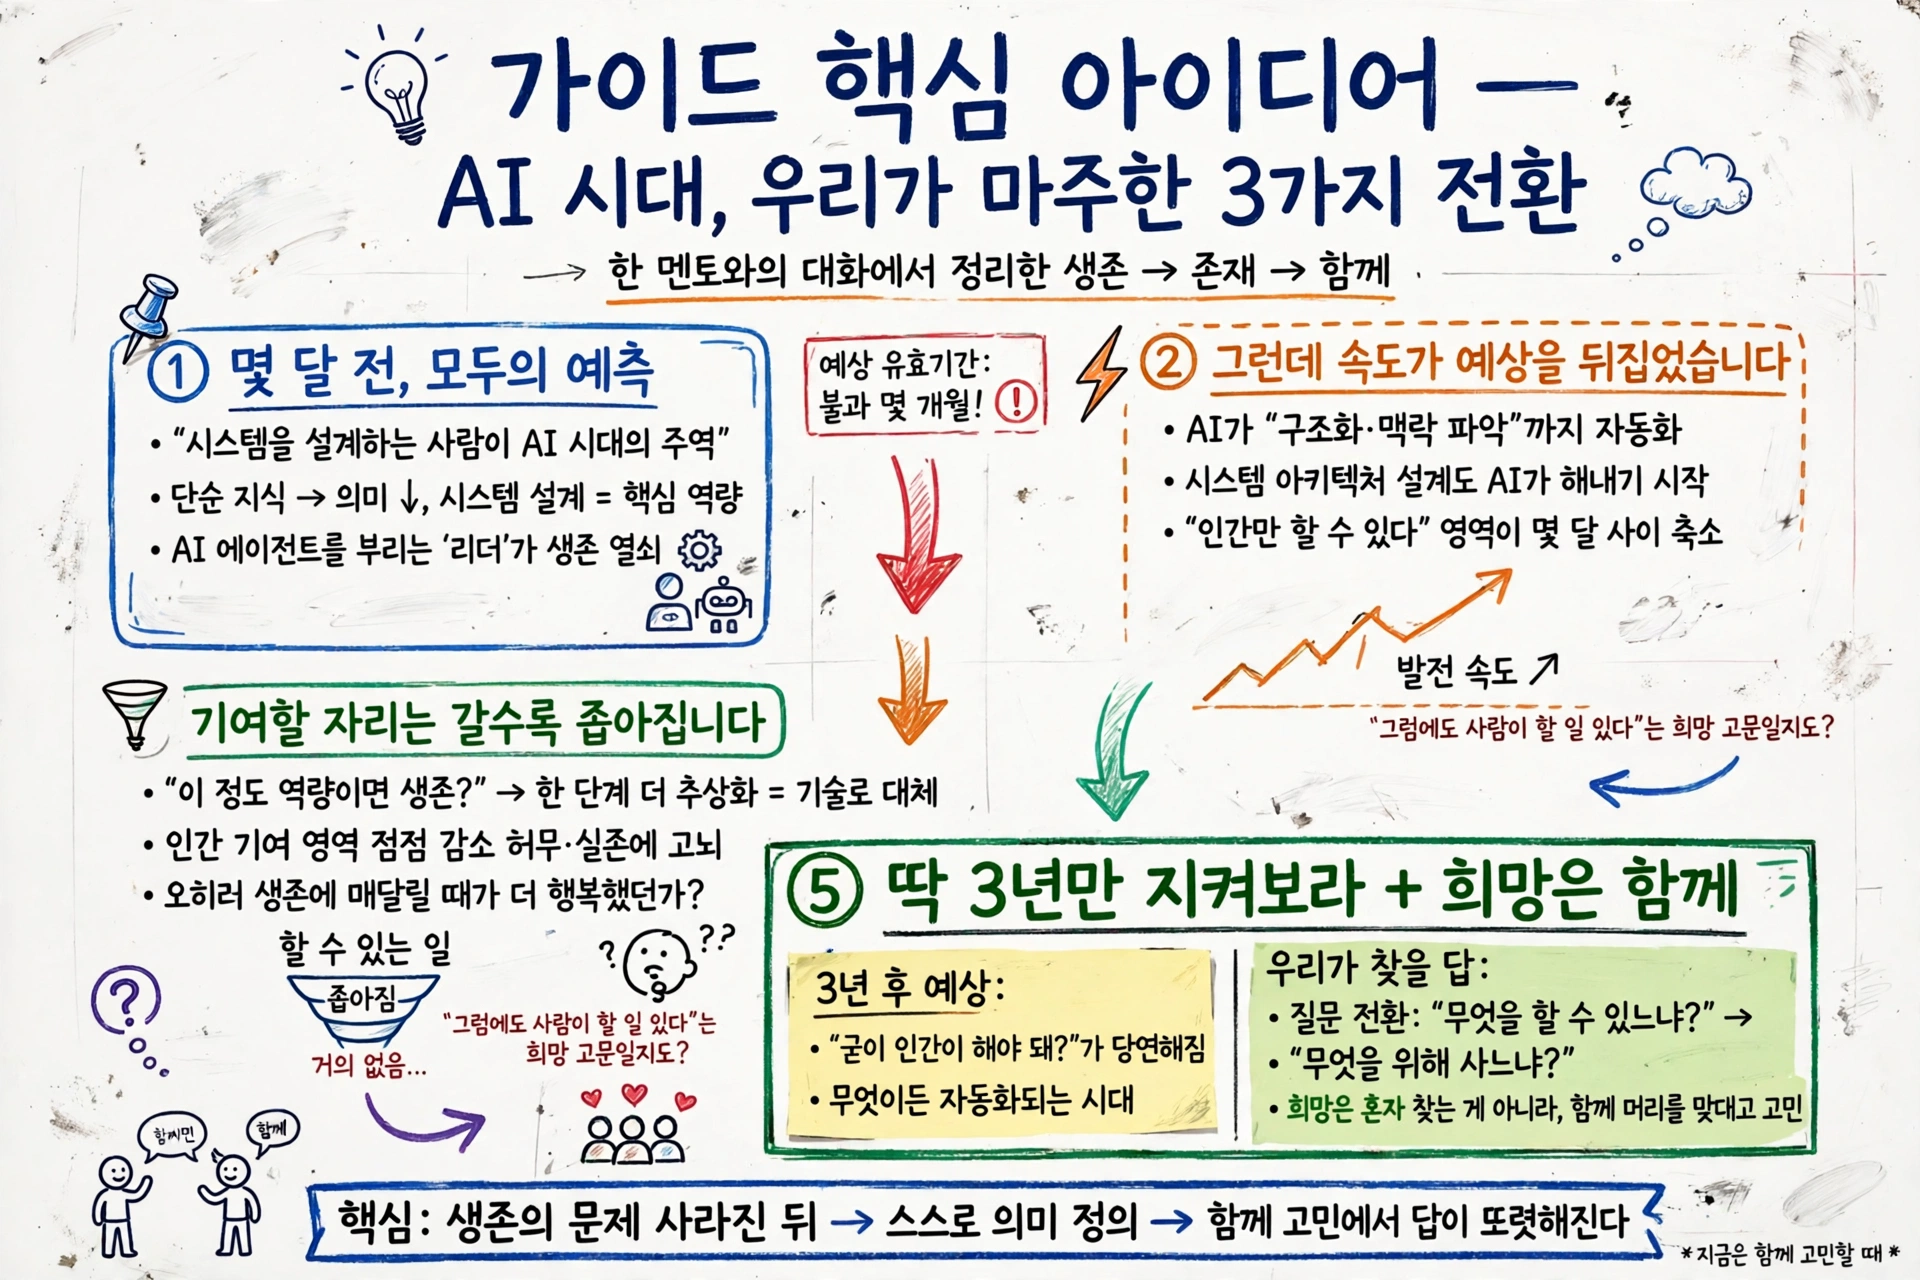 가이드 핵심 아이디어 —
AI 시대, 우리가 마주한 3가지 전환
→ 한 멘토와의 대화에서 정리한 생존 → 존재 → 함께
① 몇 달 전, 모두의 예측
• “시스템을 설계하는 사람이 AI 시대의 주역”
• 단순 지식 → 의미 ↓, 시스템 설계 = 핵심 역량
• AI 에이전트를 부리는 ‘리더’가 생존 열쇠
예상 유효기간:
불과 몇 개월! !
② 그런데 속도가 예상을 뒤집었습니다
• AI가 “구조화·맥락 파악”까지 자동화
• 시스템 아키텍처 설계도 AI가 해내기 시작
• “인간만 할 수 있다” 영역이 몇 달 사이 축소
발전 속도 ↗
“그럼에도 사람이 할 일 있다”는 희망 고문일지도?
기여할 자리는 갈수록 좁아집니다
• “이 정도 역량이면 생존?” → 한 단계 더 추상화 = 기술로 대체
• 인간 기여 영역 점점 감소 허무·실존에 고뇌
• 오히려 생존에 매달릴 때가 더 행복했던가?
할 수 있는 일
좁아짐
거의 없음...
?
? ??
“그럼에도 사람이 할 일 있다”는
희망 고문일지도?
함께
⑤ 딱 3년만 지켜보라 + 희망은 함께
3년 후 예상:
• “굳이 인간이 해야 돼?”가 당연해짐
• 무엇이든 자동화되는 시대
우리가 찾을 답:
• 질문 전환: “무엇을 할 수 있느냐?” →
• “무엇을 위해 사느냐?”
• 희망은 혼자 찾는 게 아니라, 함께 머리를 맞대고 고민
핵심: 생존의 문제 사라진 뒤 → 스스로 의미 정의 → 함께 고민에서 답이 또렷해진다
*지금은 함께 고민할 때*